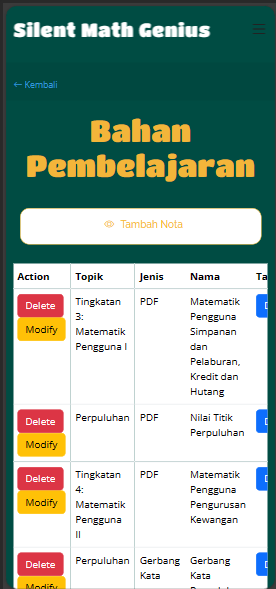 Silent Math Genius
← Kembali
Bahan
Pembelajaran
Tambah Nota
Action Topik Jenis Nama
Delete Modify
Tingkatan
3:
Matematik
Pengguna I
PDF
Matematik
Pengguna
Simpanan
dan
Pelaburan,
Kredit dan
Hutang
Delete Modify
Perpuluhan
PDF
Nilai Titik
Perpuluhan
Delete Modify
Tingkatan
4:
Matematik
Pengguna
II
PDF
Matematik
Pengguna
Pengurusan
Kewangan
Delete Modify
Perpuluhan
Gerbang
Kata
Gerbang
Kata